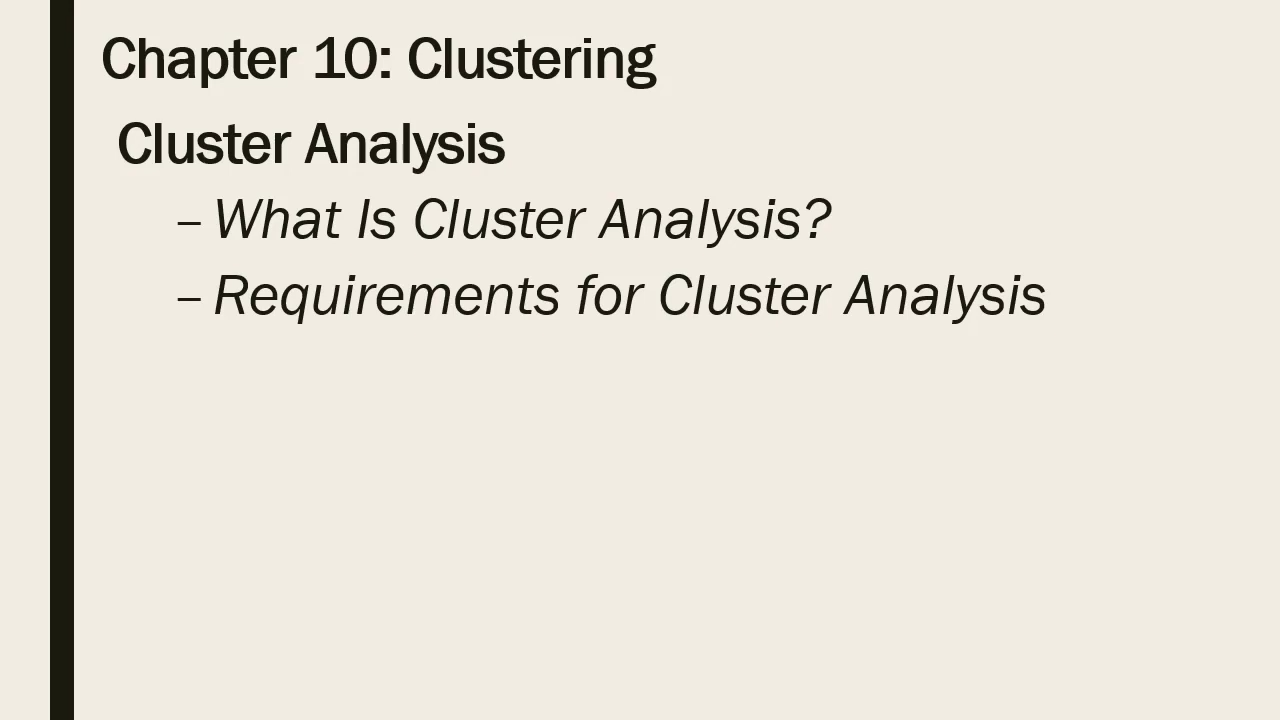 Chapter 10: Clustering
Cluster Analysis
– What Is Cluster Analysis?
– Requirements for Cluster Analysis